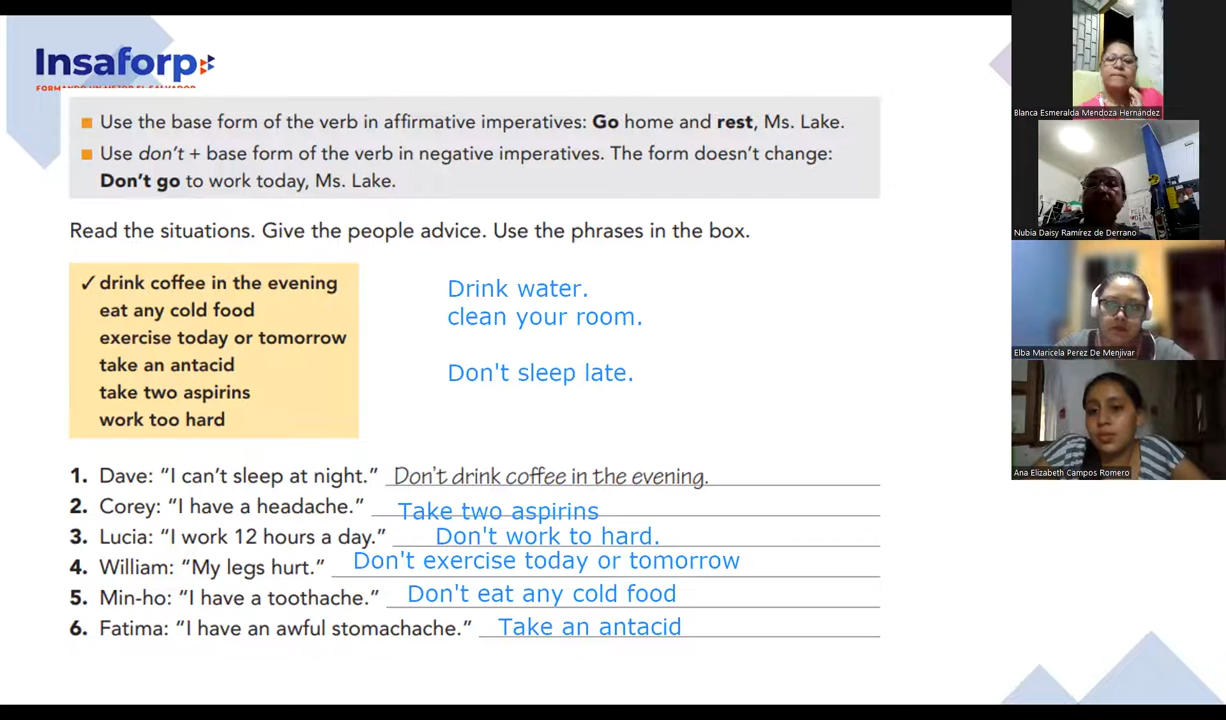 Insaforp
■ Use the base form of the verb in affirmative imperatives: Go home and rest, Ms. Lake.
■ Use don't + base form of the verb in negative imperatives. The form doesn't change:
Don't go to work today, Ms. Lake.
Read the situations. Give the people advice. Use the phrases in the box.
✓ drink coffee in the evening
eat any cold food
exercise today or tomorrow
take an antacid
take two aspirins
work too hard
Drink water.
clean your room.
Don't sleep late.
1. Dave: “I can't sleep at night.” Don't drink coffee in the evening.
2. Corey: “I have a headache.” Take two aspirins
3. Lucia: “I work 12 hours a day.” Don't work to hard.
4. William: “My legs hurt.” Don't exercise today or tomorrow
5. Min-ho: “I have a toothache.” Don't eat any cold food
6. Fatima: “I have an awful stomachache.” Take an antacid
Blanca Esmeralda Mendoza Hernández
Nubia Daisy Ramírez de Derrano
Elba Maricela Perez De Menjivar
Ana Elizabeth Campos Romero